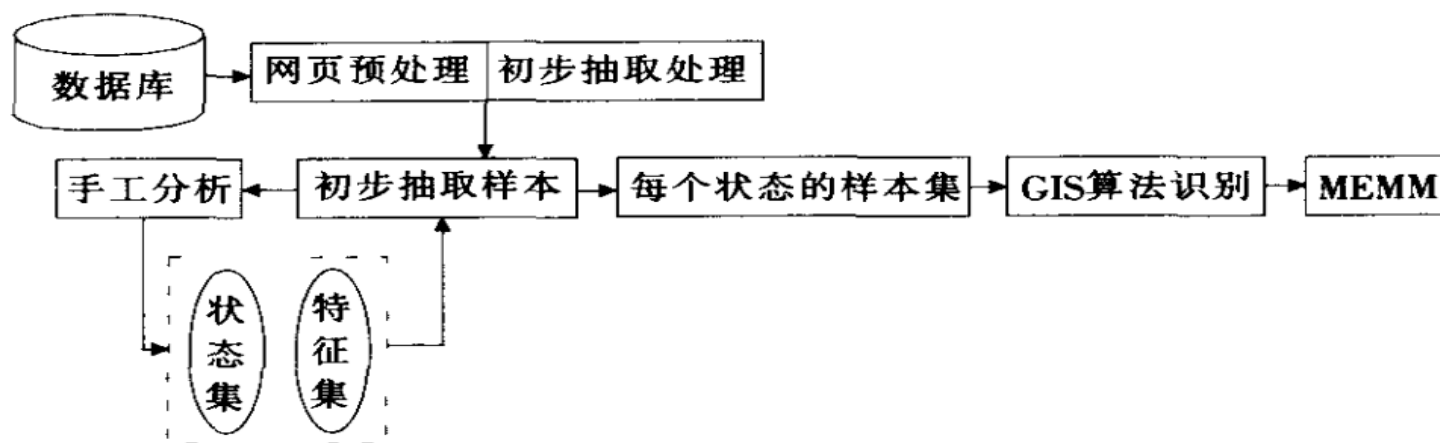 数据库
网页预处理
初步抽取处理
手工分析
初步抽取样本
每个状态的样本集
GIS算法识别
MEMM
状态集
特征集